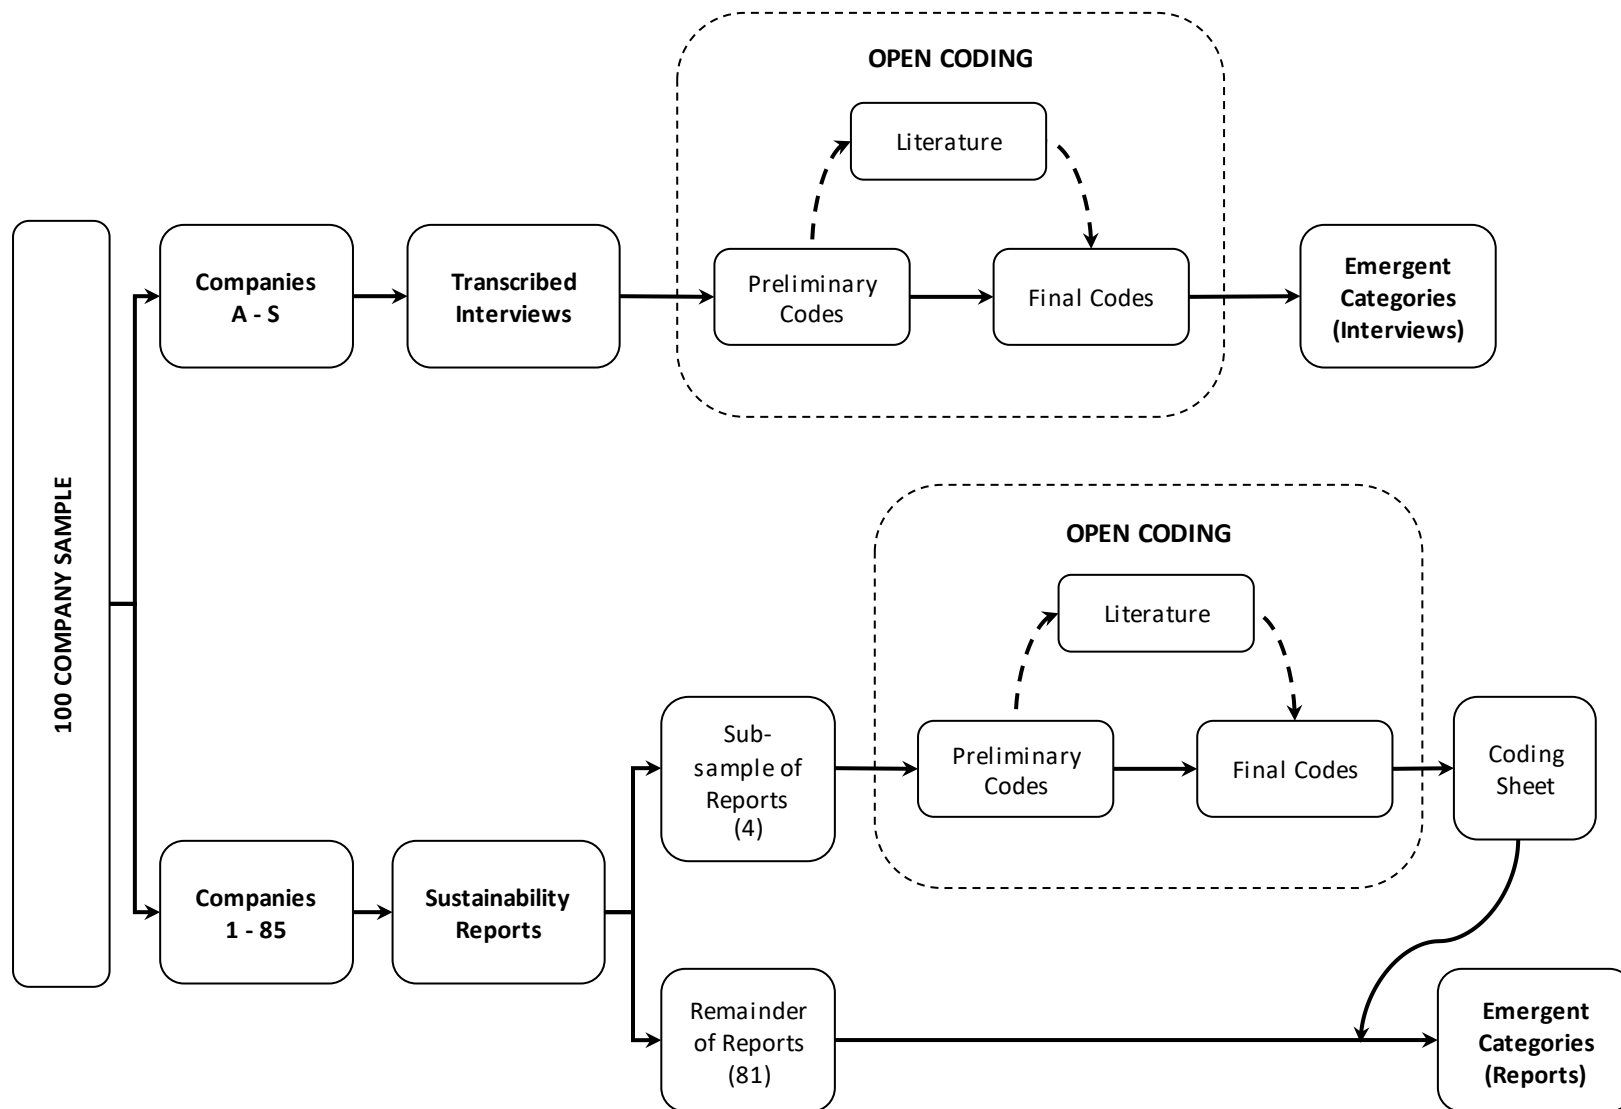 100 COMPANY SAMPLE
Companies
A - S
Transcribed
Interviews
OPEN CODING
Literature
Preliminary
Codes
Final Codes
Emergent
Categories
(Interviews)
Companies
1 - 85
Sustainability
Reports
Sub-
sample of
Reports
(4)
OPEN CODING
Literature
Preliminary
Codes
Final Codes
Coding
Sheet
Remainder
of Reports
(81)
Emergent
Categories
(Reports)